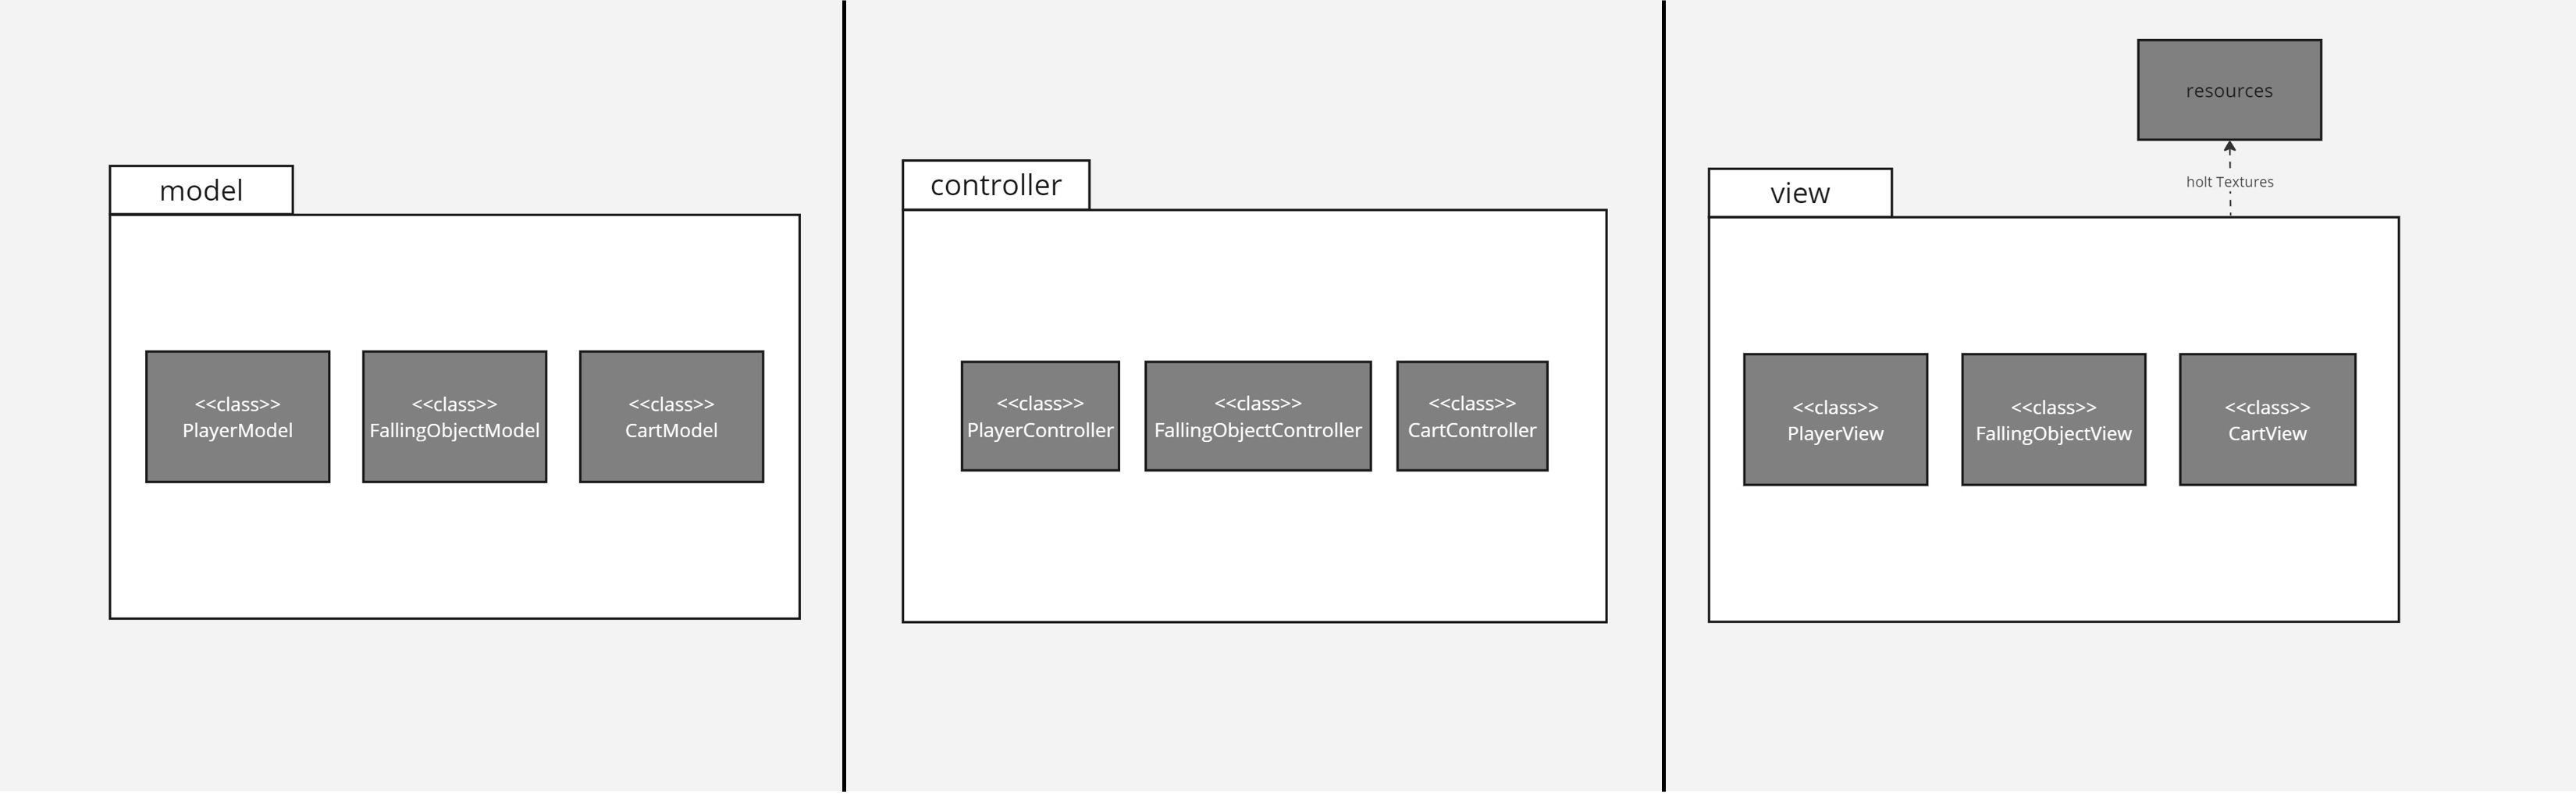 model
<<class>>
PlayerModel
<<class>>
FallingObjectModel
<<class>>
CartModel
controller
<<class>>
PlayerController
<<class>>
FallingObjectController
<<class>>
CartController
resources
holt Textures
view
<<class>>
PlayerView
<<class>>
FallingObjectView
<<class>>
CartView